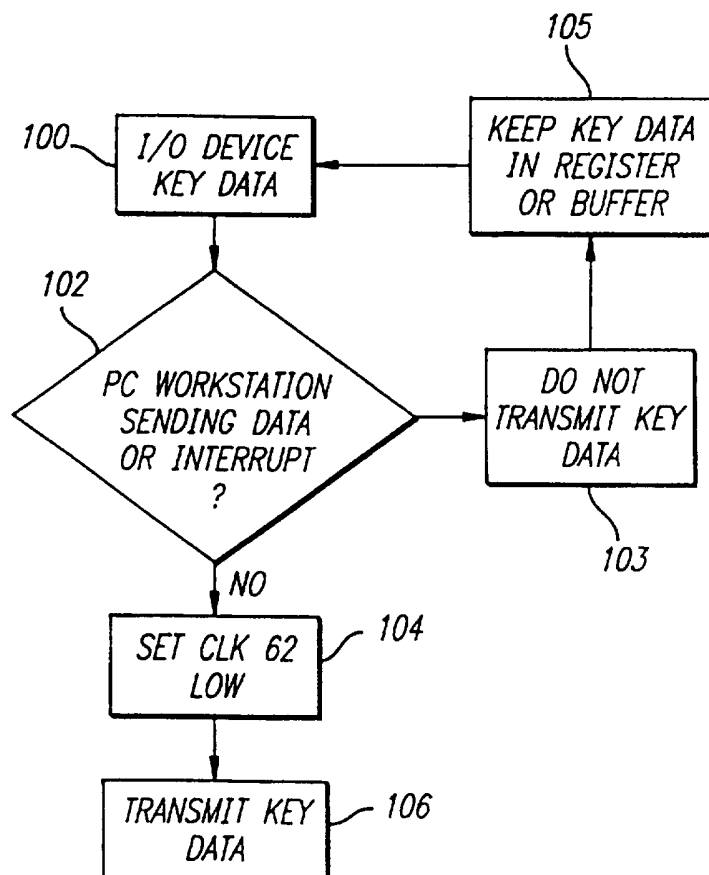 105
100
I/O DEVICE
KEY DATA
KEEP KEY DATA
IN REGISTER
OR BUFFER
102
PC WORKSTATION
SENDING DATA
OR INTERRUPT
?
DO NOT
TRANSMIT KEY
DATA
103
NO
SET CLK 62
LOW
104
TRANSMIT KEY
DATA
106